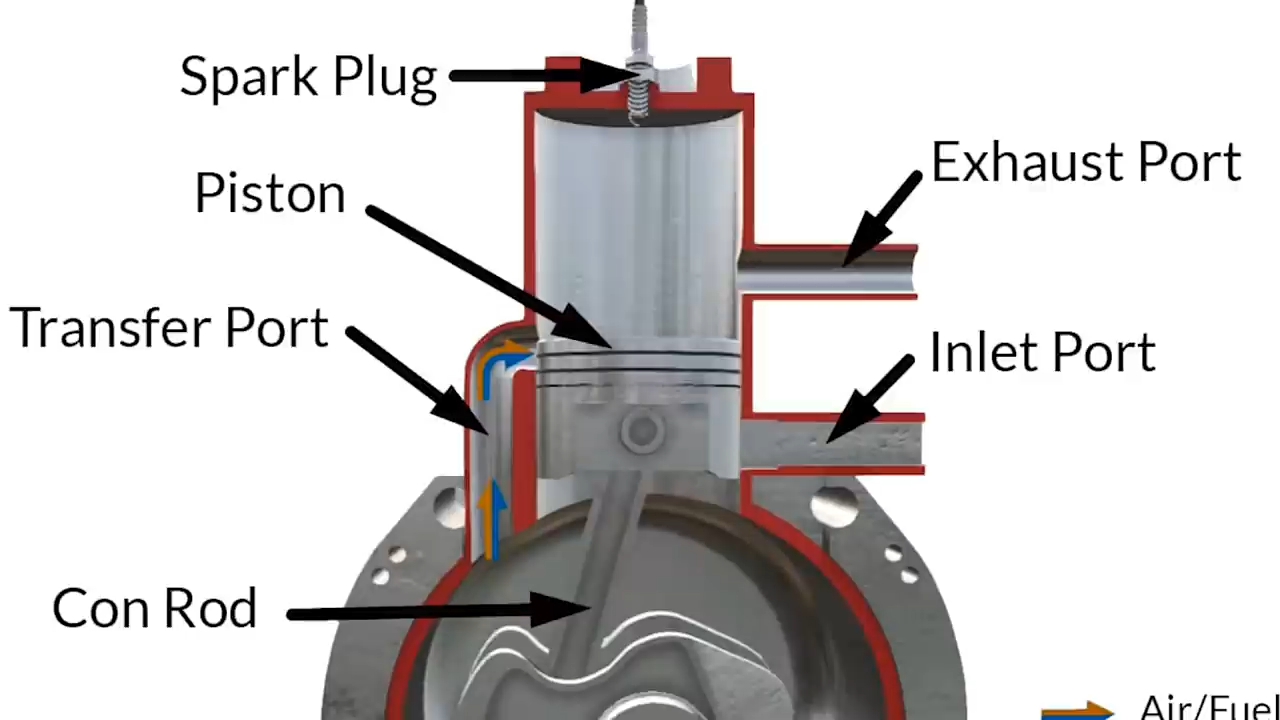 Spark Plug
Exhaust Port
Piston
Transfer Port
Inlet Port
Con Rod
Air/Fuel